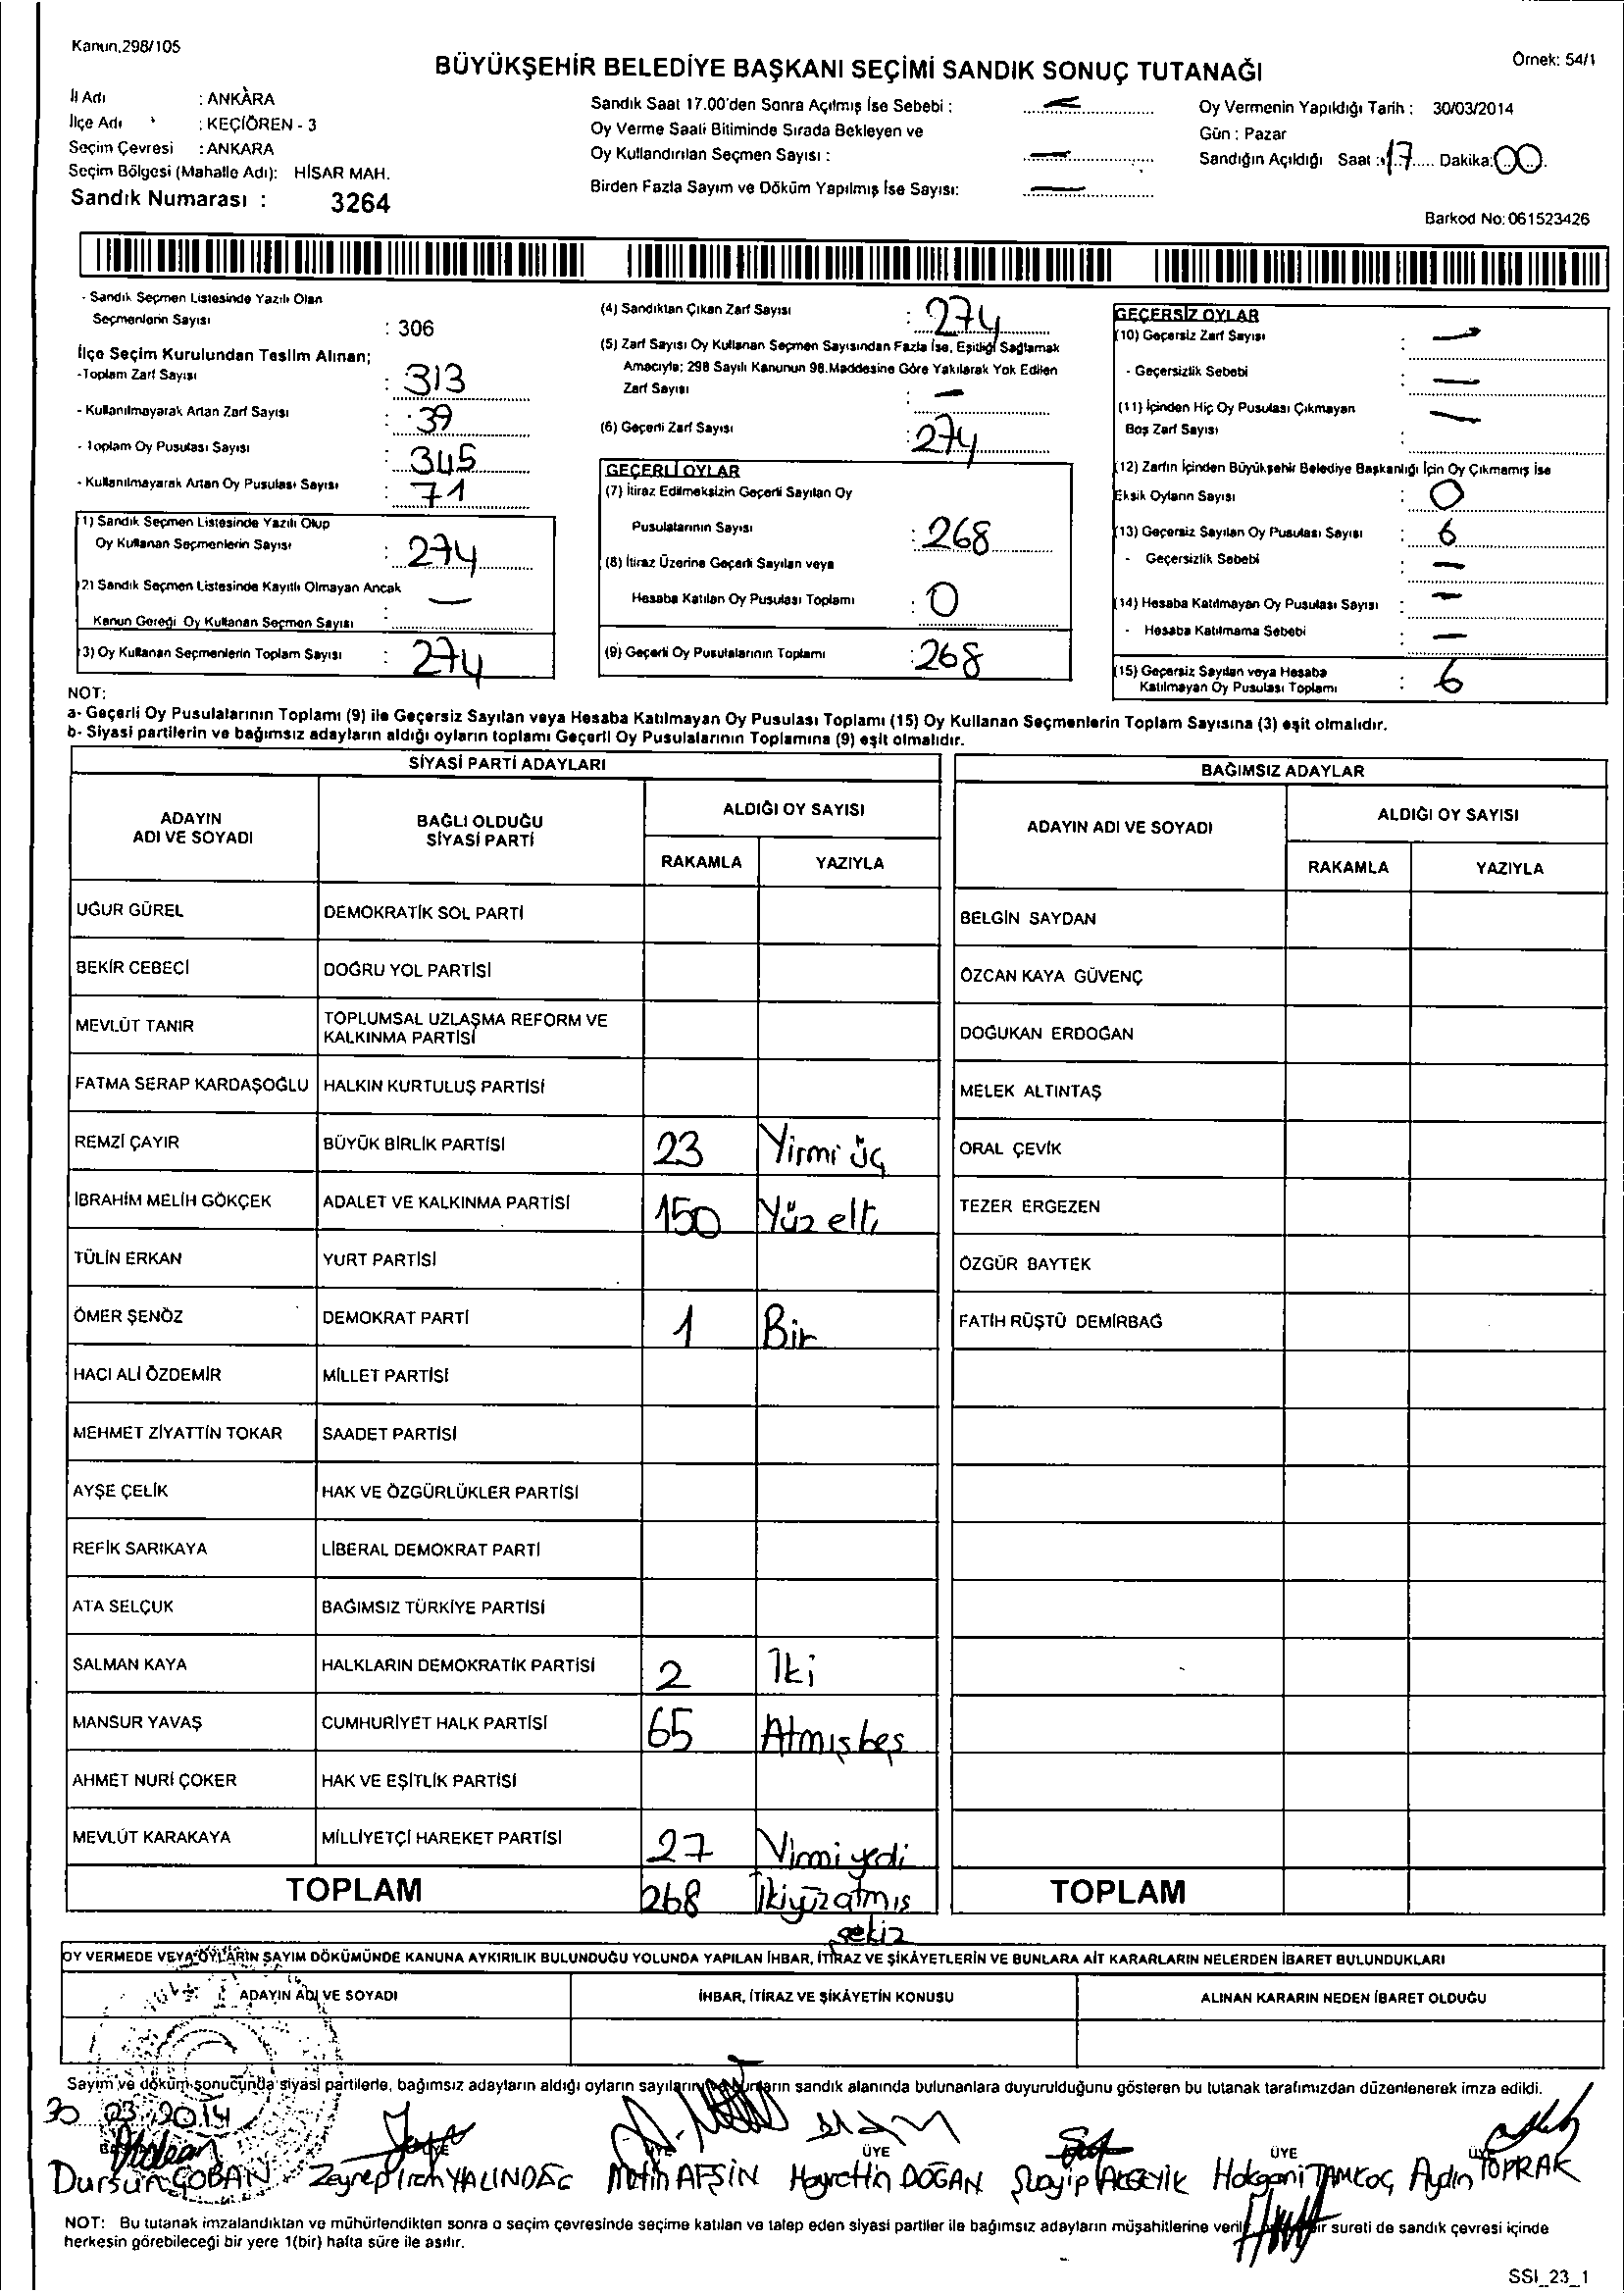 Kanun.298/105
Örnek: 54/1
BÜYÜKŞEHİR BELEDİYE BAŞKANI SEÇİMİ SANDIK SONUÇ TUTANAĞI
İl Adı : ANKARA
İlçe Adı : KEÇİÖREN - 3
Seçim Çevresi : ANKARA
Seçim Bölgesi (Mahalle Adı): HİSAR MAH.
Sandık Numarası : 3264
Sandık Saat 17.00'den Sonra Açılmış İse Sebebi : —
Oy Verme Saati Bitiminde Sırada Bekleyen ve
Oy Kullandırılan Seçmen Sayısı : —
Birden Fazla Sayım ve Döküm Yapılmış İse Sayısı: —
Oy Vermenin Yapıldığı Tarih : 30/03/2014
Gün : Pazar
Sandığın Açıldığı Saat : 17 Dakika: 00
Barkod No: 061523426
- Sandık Seçmen Listesinde Yazılı Olan
Seçmenlerin Sayısı : 306
İlçe Seçim Kurulundan Teslim Alınan;
-Toplam Zarf Sayısı : 313
- Kullanılmayarak Artan Zarf Sayısı : 39
- Toplam Oy Pusulası Sayısı : 345
- Kullanılmayarak Artan Oy Pusulası Sayısı : 71
(1) Sandık Seçmen Listesinde Yazılı Olup
Oy Kullanan Seçmenlerin Sayısı : 274
(2) Sandık Seçmen Listesinde Kayıtlı Olmayan Ancak
Kanun Gereği Oy Kullanan Seçmen Sayısı : —
(3) Oy Kullanan Seçmenlerin Toplam Sayısı : 274
(4) Sandıktan Çıkan Zarf Sayısı : 274
(5) Zarf Sayısı Oy Kullanan Seçmen Sayısından Fazla İse, Eşitliği Sağlamak
Amacıyla; 298 Sayılı Kanunun 98.Maddesine Göre Yakılarak Yok Edilen
Zarf Sayısı : —
(6) Geçerli Zarf Sayısı : 274
GEÇERLİ OYLAR
(7) İtiraz Edilmeksizin Geçerli Sayılan Oy
Pusulalarının Sayısı : 268
(8) İtiraz Üzerine Geçerli Sayılan veya
Hesaba Katılan Oy Pusulası Toplamı : 0
(9) Geçerli Oy Pusulalarının Toplamı : 268
GEÇERSİZ OYLAR
(10) Geçersiz Zarf Sayısı : —
- Geçersizlik Sebebi : —
(11) İçinden Hiç Oy Pusulası Çıkmayan
Boş Zarf Sayısı : —
(12) Zarfın İçinden Büyükşehir Belediye Başkanlığı İçin Oy Çıkmamış İse
Eksik Oyların Sayısı : 0
(13) Geçersiz Sayılan Oy Pusulası Sayısı : 6
- Geçersizlik Sebebi : —
(14) Hesaba Katılmayan Oy Pusulası Sayısı : —
- Hesaba Katılmama Sebebi : —
(15) Geçersiz Sayılan veya Hesaba
Katılmayan Oy Pusulası Toplamı : 6
NOT:
a- Geçerli Oy Pusulalarının Toplamı (9) ile Geçersiz Sayılan veya Hesaba Katılmayan Oy Pusulası Toplamı (15) Oy Kullanan Seçmenlerin Toplam Sayısına (3) eşit olmalıdır.
b- Siyasi partilerin ve bağımsız adayların aldığı oyların toplamı Geçerli Oy Pusulalarının Toplamına (9) eşit olmalıdır.
SİYASİ PARTİ ADAYLARI
ADAYIN ADI VE SOYADI BAĞLI OLDUĞU SİYASİ PARTİ ALDIĞI OY SAYISI
RAKAMLA YAZIYLA
UĞUR GÜREL DEMOKRATİK SOL PARTİ
BEKİR CEBECİ DOĞRU YOL PARTİSİ
MEVLÜT TANIR TOPLUMSAL UZLAŞMA REFORM VE KALKINMA PARTİSİ
FATMA SERAP KARDAŞOĞLU HALKIN KURTULUŞ PARTİSİ
REMZİ ÇAYIR BÜYÜK BİRLİK PARTİSİ 23 Yirmi üç
İBRAHİM MELİH GÖKÇEK ADALET VE KALKINMA PARTİSİ 150 Yüz elli
TÜLİN ERKAN YURT PARTİSİ
ÖMER ŞENÖZ DEMOKRAT PARTİ 1 Bir
HACI ALİ ÖZDEMİR MİLLET PARTİSİ
MEHMET ZİYATTİN TOKAR SAADET PARTİSİ
AYŞE ÇELİK HAK VE ÖZGÜRLÜKLER PARTİSİ
REFİK SARIKAYA LİBERAL DEMOKRAT PARTİ
ATA SELÇUK BAĞIMSIZ TÜRKİYE PARTİSİ
SALMAN KAYA HALKLARIN DEMOKRATİK PARTİSİ 2 İki
MANSUR YAVAŞ CUMHURİYET HALK PARTİSİ 65 Atmışbeş
AHMET NURİ ÇOKER HAK VE EŞİTLİK PARTİSİ
MEVLÜT KARAKAYA MİLLİYETÇİ HAREKET PARTİSİ 27 Yirmi yedi
TOPLAM 268 İkiyüz atmıs sekiz
BAĞIMSIZ ADAYLAR
ADAYIN ADI VE SOYADI ALDIĞI OY SAYISI
RAKAMLA YAZIYLA
BELGİN SAYDAN
ÖZCAN KAYA GÜVENÇ
DOĞUKAN ERDOĞAN
MELEK ALTINTAŞ
ORAL ÇEVİK
TEZER ERGEZEN
ÖZGÜR BAYTEK
FATİH RÜŞTÜ DEMİRBAĞ
TOPLAM
OY VERMEDE VEYA OYLARIN SAYIM DÖKÜMÜNDE KANUNA AYKIRILIK BULUNDUĞU YOLUNDA YAPILAN İHBAR, İTİRAZ VE ŞİKÂYETLERİN VE BUNLARA AİT KARARLARIN NELERDEN İBARET BULUNDUKLARI
ADAYIN ADI VE SOYADI İHBAR, İTİRAZ VE ŞİKÂYETİN KONUSU ALINAN KARARIN NEDEN İBARET OLDUĞU
Sayım ve döküm sonucunda siyasi partilerle, bağımsız adayların aldığı oyların sayıların sandık alanında bulunanlara duyurulduğunu gösteren bu tutanak tarafımızdan düzenlenerek imza edildi.
30 03 2014
ÜYE ÜYE ÜYE
Dursun ÇOBAN Zeynep YALINDAĞ Metin AFŞİN Hayrettin DOĞAN Şuayip Hakgani TAMKOÇ Aydın TOPRAK
NOT: Bu tutanak imzalandıktan ve mühürlendikten sonra o seçim çevresinde seçime katılan ve talep eden siyasi partiler ile bağımsız adayların müşahitlerine bir sureti de sandık çevresi içinde
herkesin görebileceği bir yere 1(bir) hafta süre ile asılır.
SSI_23_1